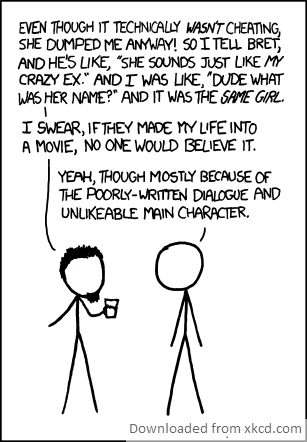 EVEN THOUGH IT TECHNICALLY WASN'T CHEATING,
SHE DUMPED ME ANYWAY! SO I TELL BRET,
AND HE'S LIKE, "SHE SOUNDS JUST LIKE MY
CRAZY EX." AND I WAS LIKE, "DUDE WHAT
WAS HER NAME?" AND IT WAS THE SAME GIRL.
I SWEAR, IF THEY MADE MY LIFE INTO
A MOVIE, NO ONE WOULD BELIEVE IT.
YEAH, THOUGH MOSTLY BECAUSE OF
THE POORLY-WRITTEN DIALOGUE AND
UNLIKEABLE MAIN CHARACTER.
Downloaded from xkcd.com